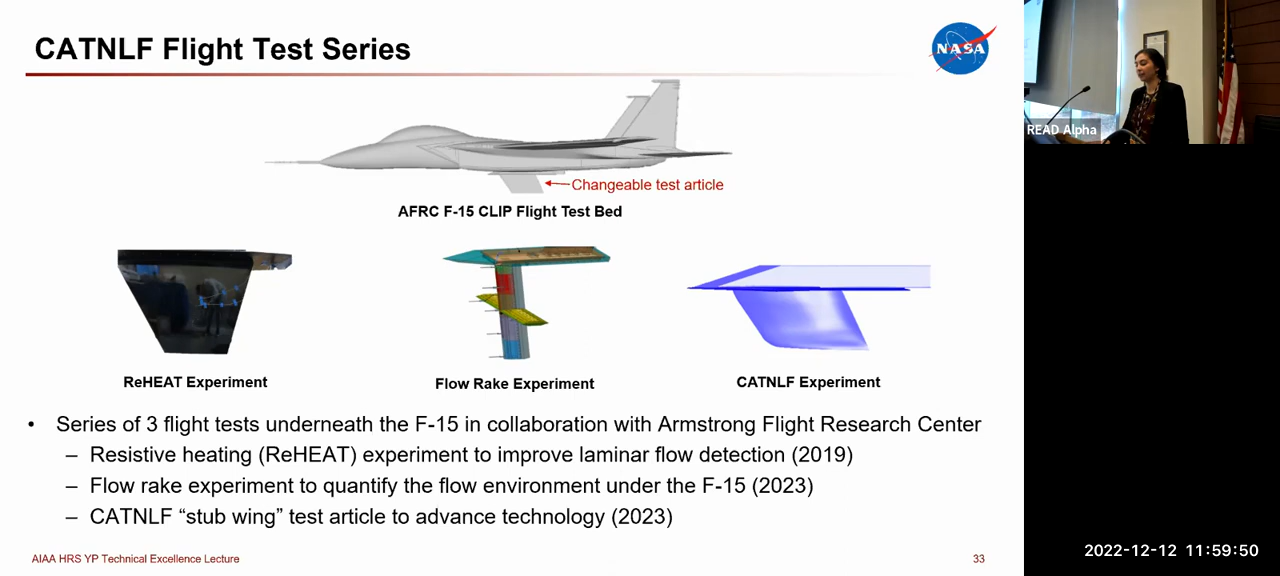 CATNLF Flight Test Series
NASA
READ Alpha
Changeable test article
AFRC F-15 CLIP Flight Test Bed
ReHEAT Experiment
Flow Rake Experiment
CATNLF Experiment
• Series of 3 flight tests underneath the F-15 in collaboration with Armstrong Flight Research Center
– Resistive heating (ReHEAT) experiment to improve laminar flow detection (2019)
– Flow rake experiment to quantify the flow environment under the F-15 (2023)
– CATNLF “stub wing” test article to advance technology (2023)
AIAA HRS YP Technical Excellence Lecture
33
2022-12-12 11:59:50